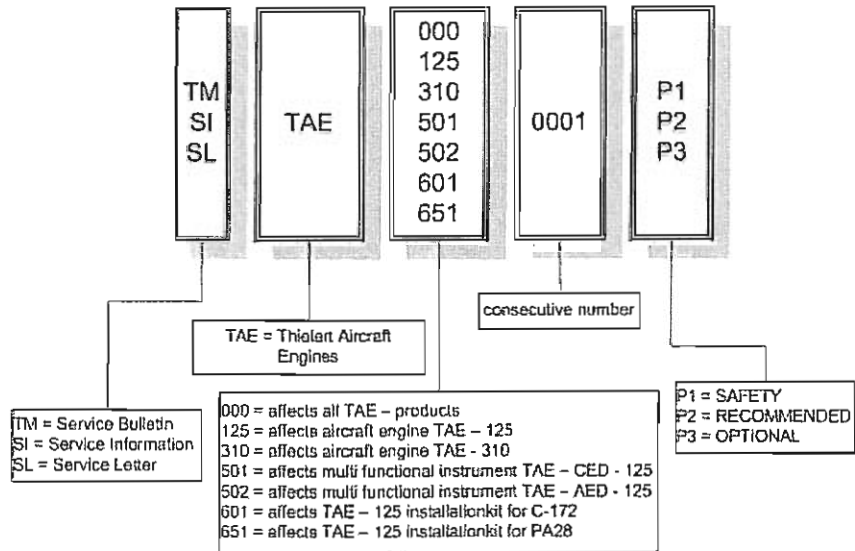 TM
SI
SL
TAE
000
125
310
501
502
601
651
0001
P1
P2
P3
TAE = Thielert Aircraft
Engines
consecutive number
TM = Service Bulletin
SI = Service Information
SL = Service Letter
000 = affects all TAE – products
125 = affects aircraft engine TAE – 125
310 = affects aircraft engine TAE - 310
501 = affects multi functional instrument TAE – CED - 125
502 = affects multi functional instrument TAE – AED - 125
601 = affects TAE – 125 installationkit for C-172
651 = affects TAE – 125 installationkit for PA28
P1 = SAFETY
P2 = RECOMMENDED
P3 = OPTIONAL